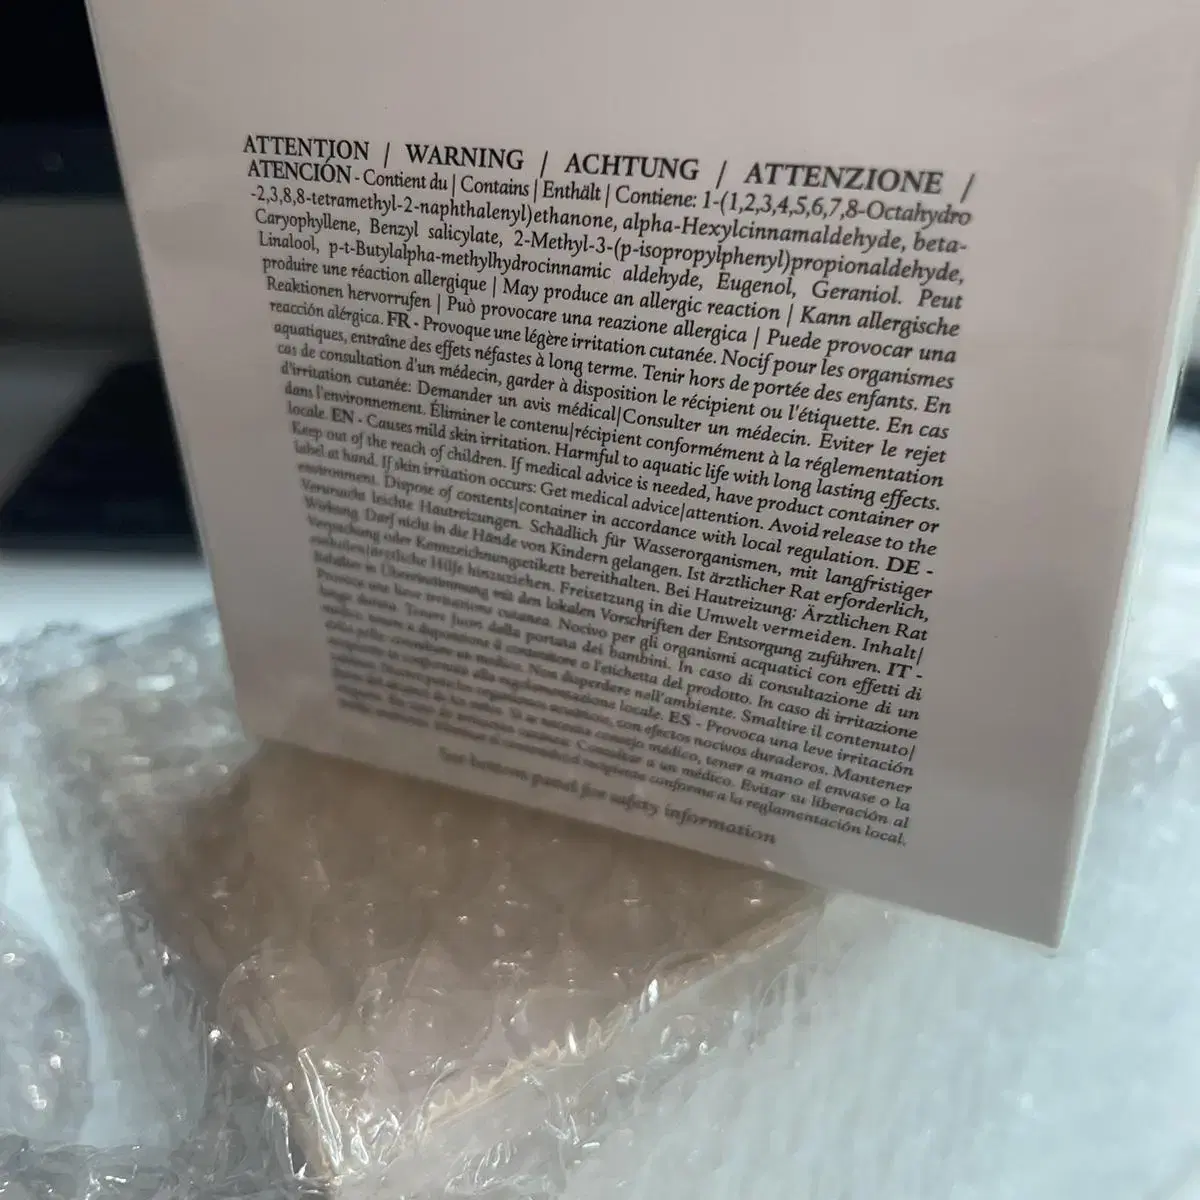 ATTENTION / WARNING / ACHTUNG / ATTENZIONE /
ATENCIÓN - Contient du | Contains | Enthält | Contiene: 1-(1,2,3,4,5,6,7,8-Octahydro
-2,3,8,8-tetramethyl-2-naphthalenyl)ethanone, alpha-Hexylcinnamaldehyde, beta-
Caryophyllene, Benzyl salicylate, 2-Methyl-3-(p-isopropylphenyl)propionaldehyde,
Linalool, p-t-Butylalpha-methylhydrocinnamic aldehyde, Eugenol, Geraniol. Peut
produire une réaction allergique | May produce an allergic reaction | Kann allergische
Reaktionen hervorrufen | Può provocare una reazione allergica | Puede provocar una
reacción alérgica. FR - Provoque une légère irritation cutanée. Nocif pour les organismes
aquatiques, entraîne des effets néfastes à long terme. Tenir hors de portée des enfants. En
cas de consultation d'un médecin, garder à disposition le récipient ou l'étiquette. En cas
d'irritation cutanée: Demander un avis médical|Consulter un médecin. Eviter le rejet
dans l'environnement. Éliminer le contenu|récipient conformément à la réglementation
locale. EN - Causes mild skin irritation. Harmful to aquatic life with long lasting effects.
Keep out of the reach of children. If medical advice is needed, have product container or
label at hand. If skin irritation occurs: Get medical advice|attention. Avoid release to the
environment. Dispose of contents|container in accordance with local regulation. DE -
Verursacht leichte Hautreizungen. Schädlich für Wasserorganismen, mit langfristiger
Wirkung. Darf nicht in die Hände von Kindern gelangen. Ist ärztlicher Rat erforderlich,
Verpackung oder Kennzeichnungsetikett bereithalten. Bei Hautreizung: Ärztlichen Rat
einholen|ärztliche Hilfe hinzuziehen. Freisetzung in die Umwelt vermeiden. Inhalt|
Behälter in Übereinstimmung mit den lokalen Vorschriften der Entsorgung zuführen. IT -
Provoca una lieve irritazione cutanea. Nocivo per gli organismi acquatici con effetti di
lunga durata. Tenere fuori dalla portata dei bambini. In caso di consultazione di un
medico, tenere a disposizione il contenitore o l'etichetta del prodotto. In caso di irritazione
della pelle: consultare un medico. Non disperdere nell'ambiente. Smaltire il contenuto|
recipiente in conformità alla regolamentazione locale. ES - Provoca una leve irritación
cutánea. Nocivo para los organismos acuáticos, con efectos nocivos duraderos. Mantener
fuera del alcance de los niños. Si se necesita consejo médico, tener a mano el envase o la
etiqueta. En caso de irritación cutánea: Consultar a un médico. Evitar su liberación al
medio ambiente. Eliminar el contenido|recipiente conforme a la reglamentación local.
See bottom panel for safety information